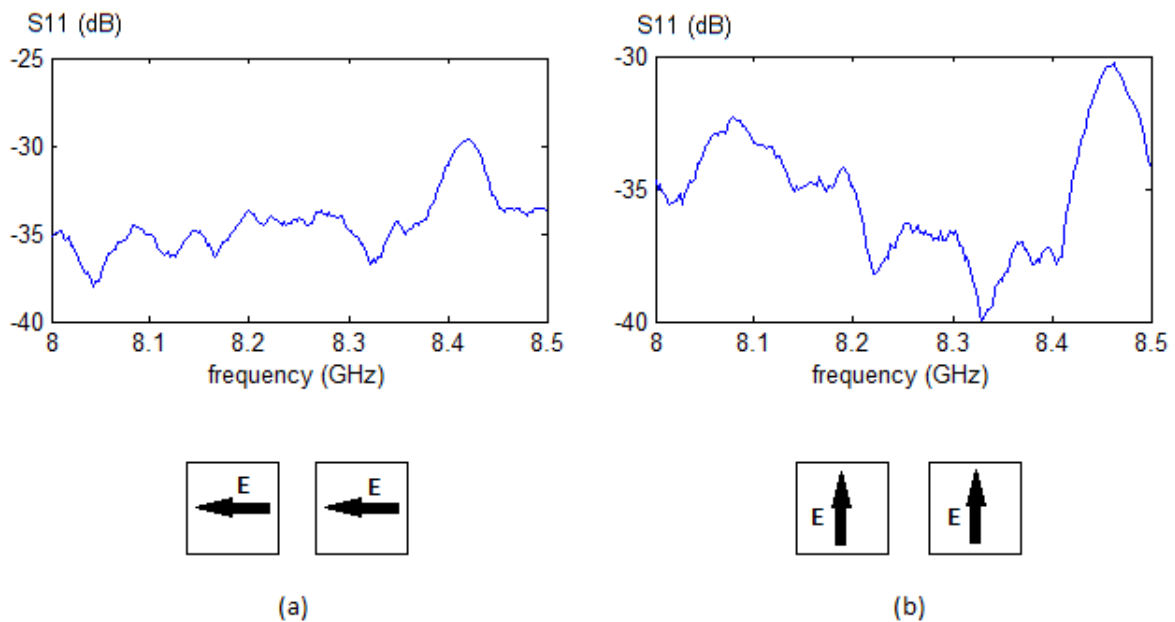 S11 (dB)
-25
-30
-35
-40
8 8.1 8.2 8.3 8.4 8.5
frequency (GHz)
E E
(a)
S11 (dB)
-30
-35
-40
8 8.1 8.2 8.3 8.4 8.5
frequency (GHz)
E E
(b)